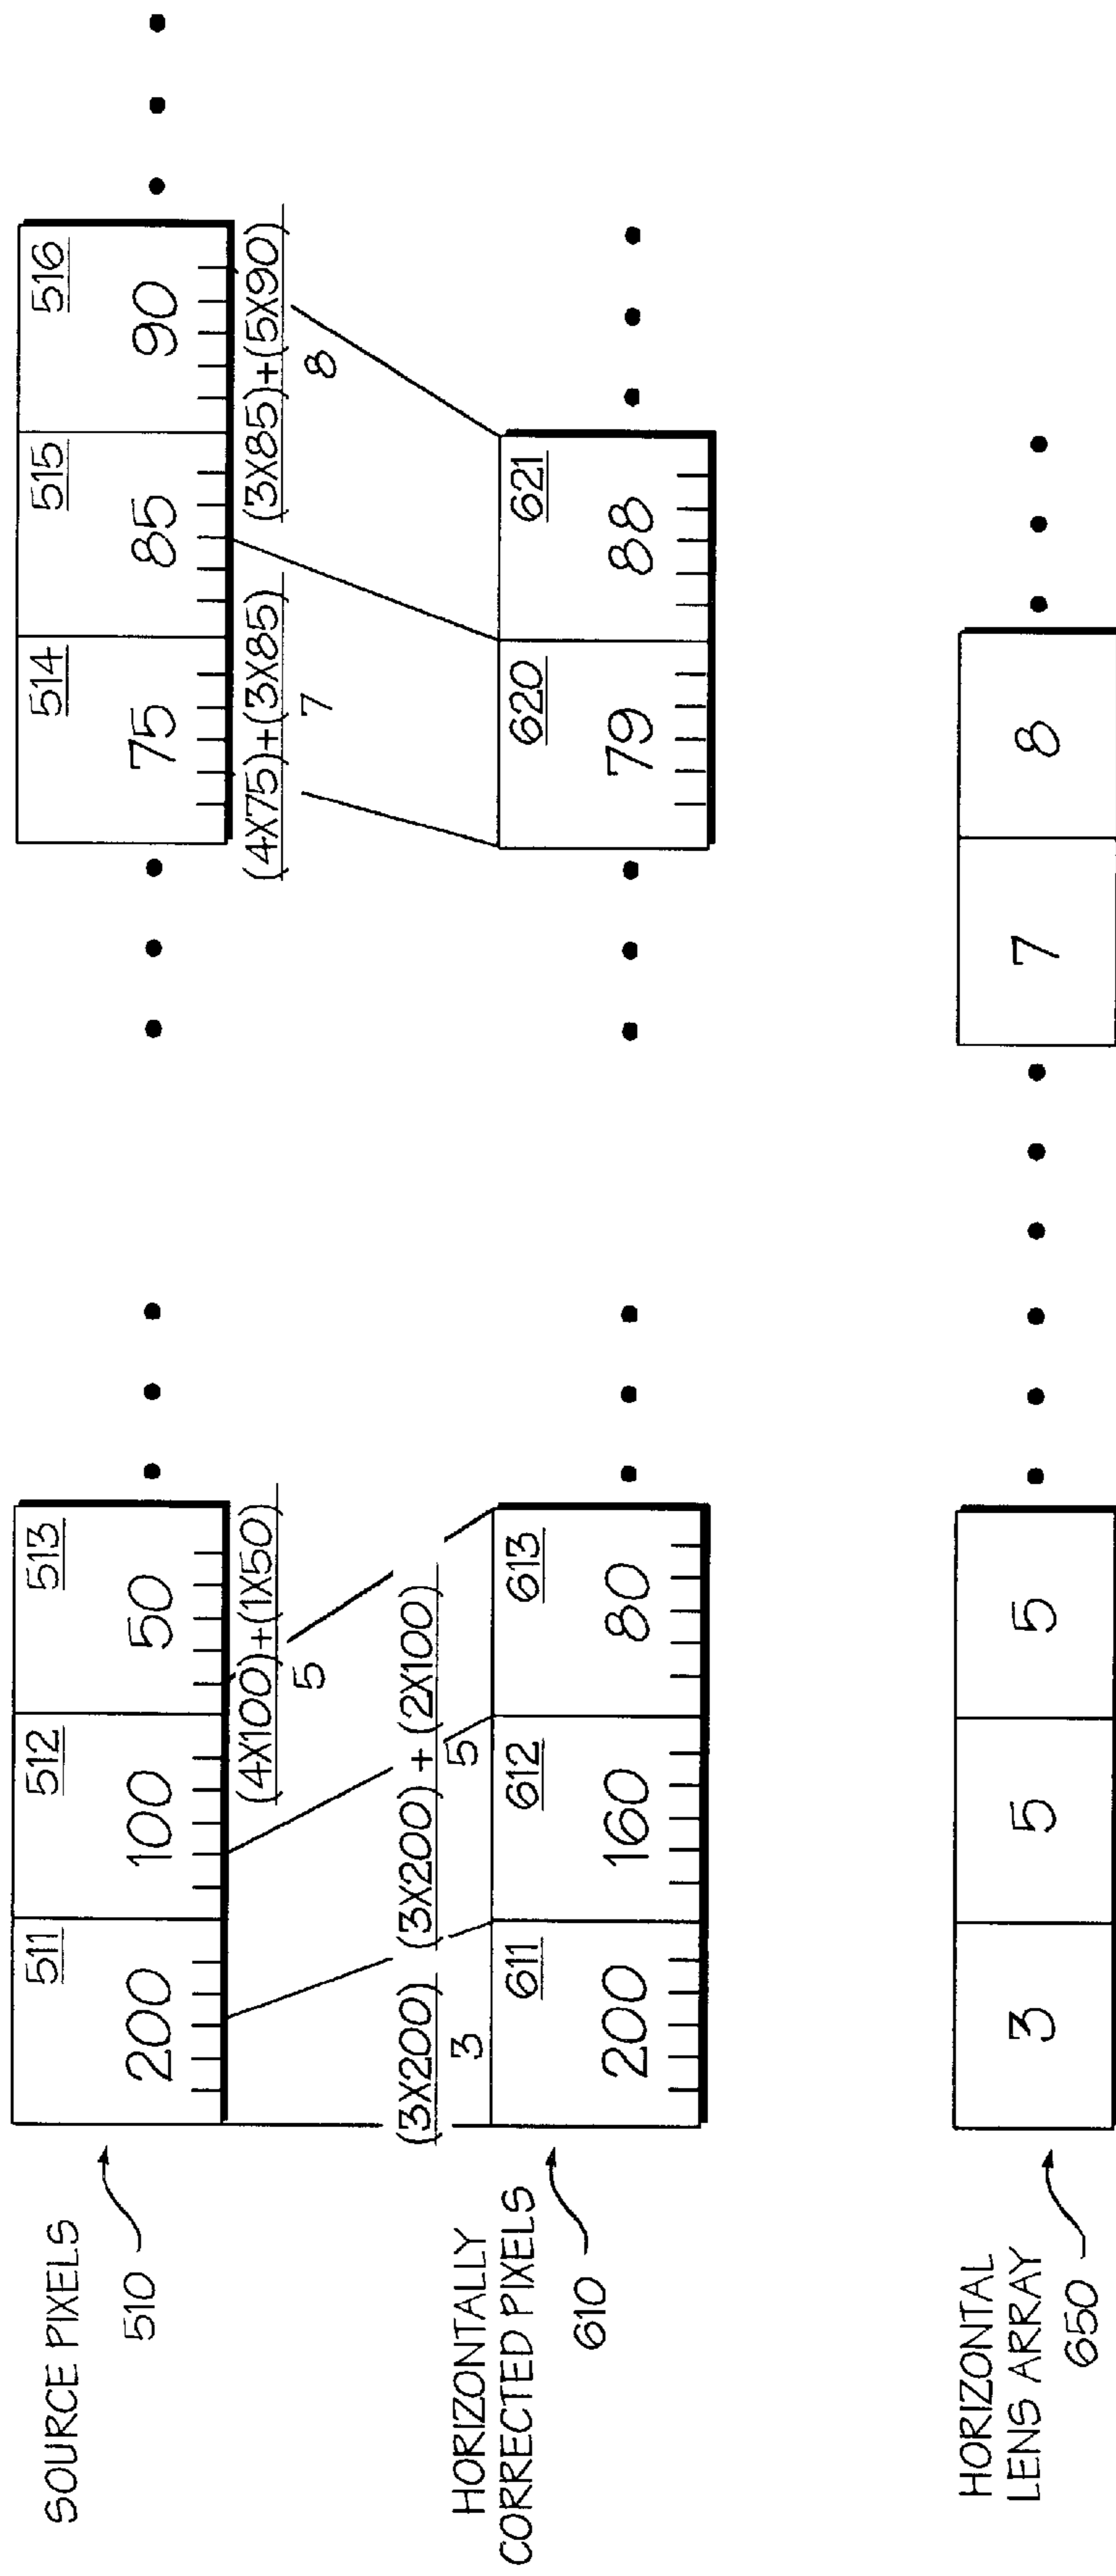 SOURCE PIXELS
510
511 512 513 514 515 516
200 100 50 75 85 90
(4X100)+(1X50)
5
(4X75)+(3X85)
7
(3X85)+(5X90)
8
(3X200)
3
(3X200) + (2X100)
5
HORIZONTALLY
CORRECTED PIXELS
610
611 612 613 620 621
200 160 80 79 88
HORIZONTAL
LENS ARRAY
650
3 5 5 7 8